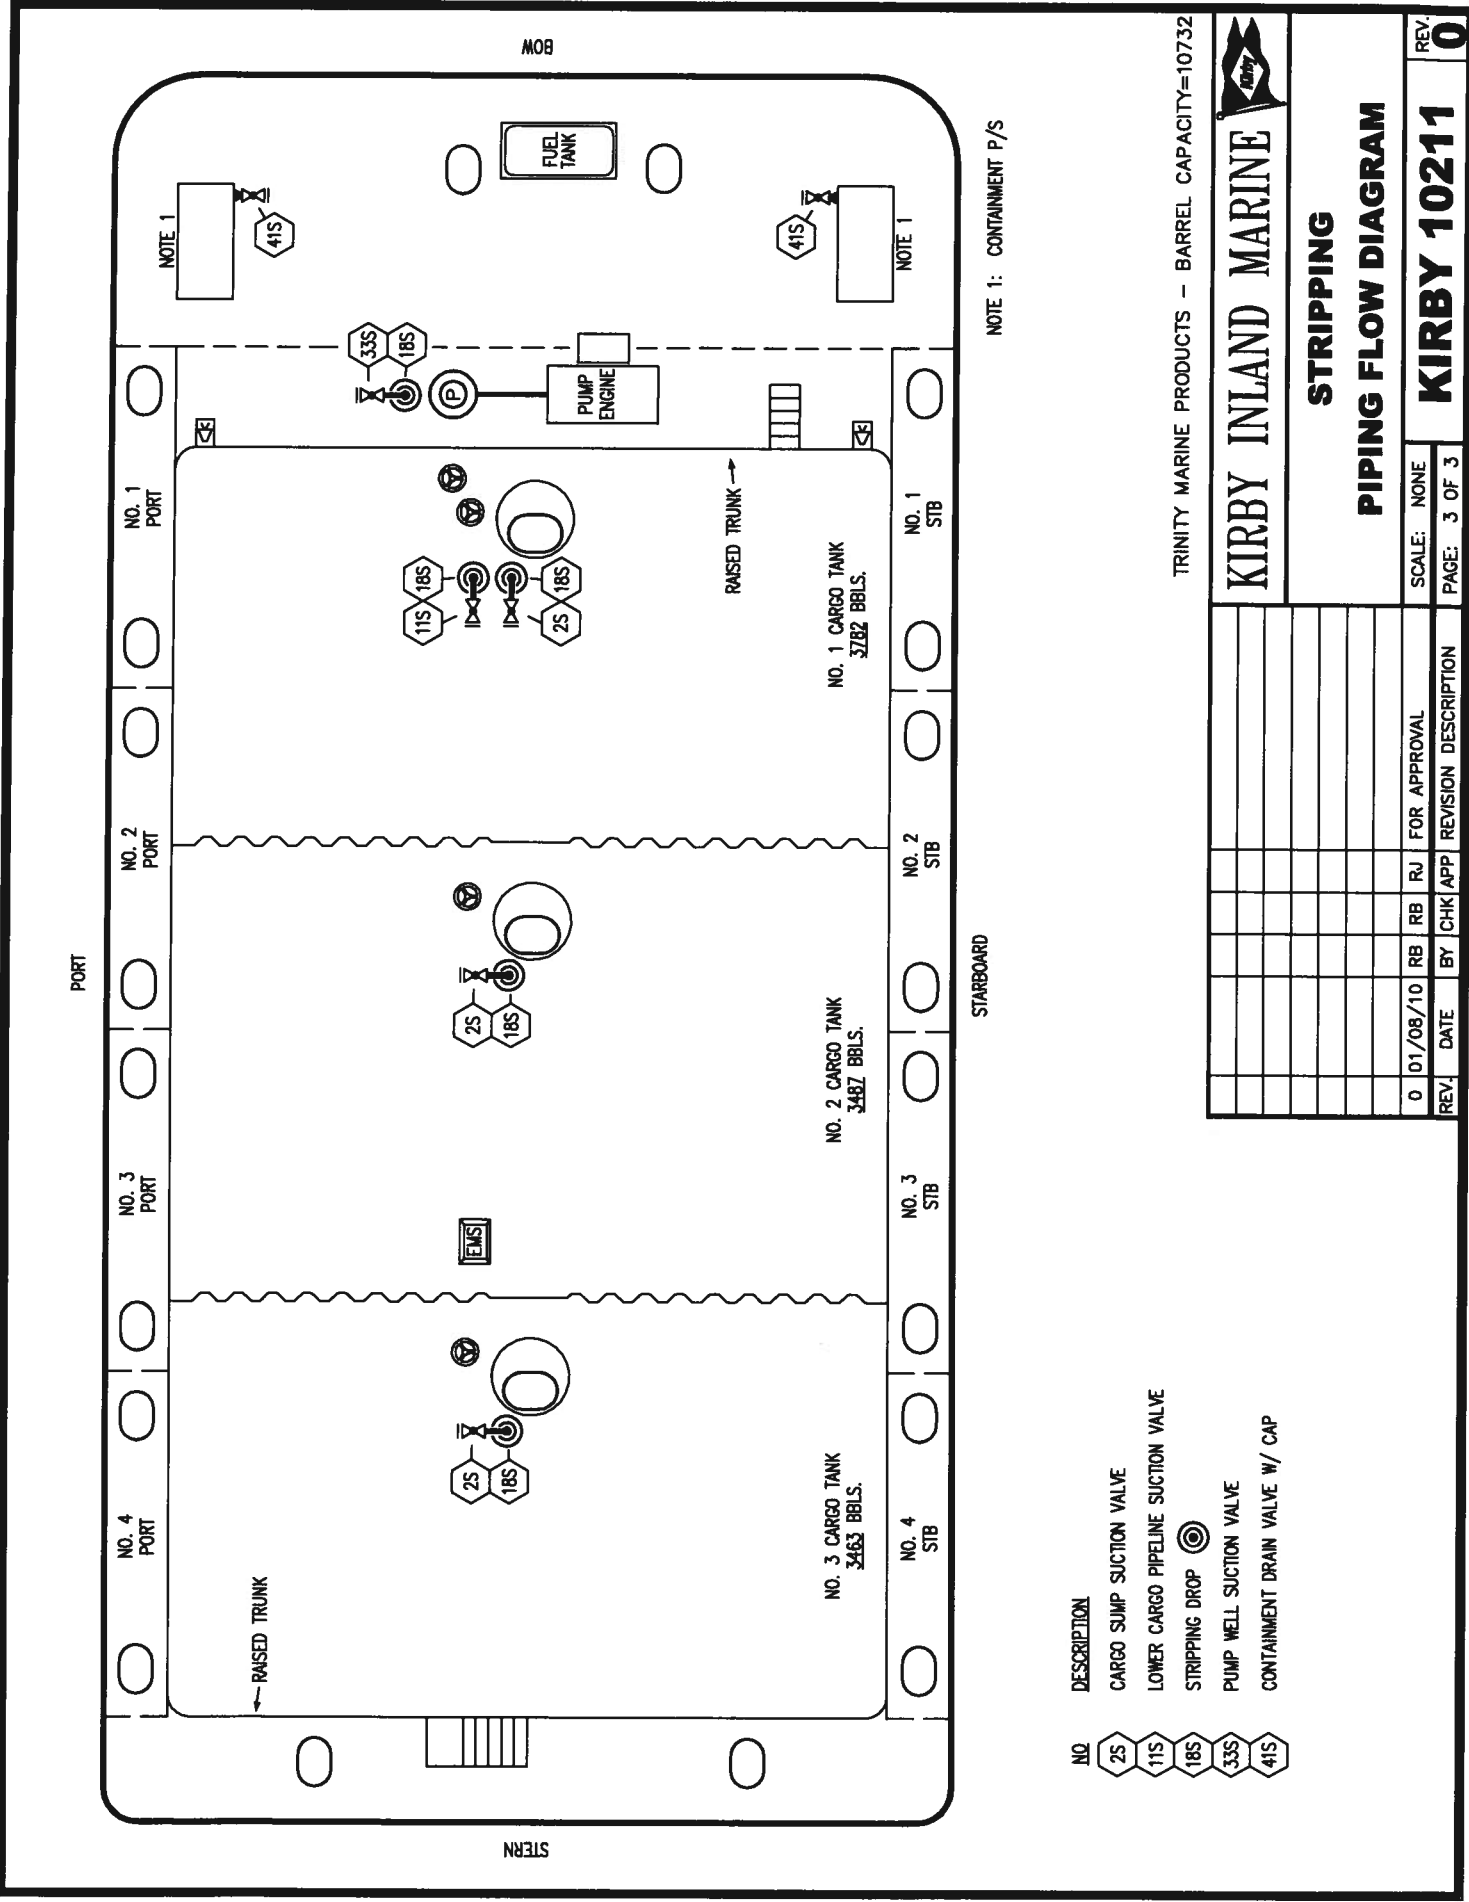 PORT
NO. 4
PORT
NO. 3
PORT
NO. 2
PORT
NO. 1
PORT
RAISED TRUNK
NOTE 1
41S
33S
18S
11S
18S
P
2S
18S
2S
18S
2S
18S
EMS
STERN
BOW
FUEL
TANK
PUMP
ENGINE
RAISED TRUNK
41S
NOTE 1
NO. 3 CARGO TANK
3463 BBLS.
NO. 2 CARGO TANK
3487 BBLS.
NO. 1 CARGO TANK
3782 BBLS.
NO. 4
STB
NO. 3
STB
NO. 2
STB
NO. 1
STB
STARBOARD
NOTE 1: CONTAINMENT P/S
NO DESCRIPTION
2S CARGO SUMP SUCTION VALVE
11S LOWER CARGO PIPELINE SUCTION VALVE
18S STRIPPING DROP
33S PUMP WELL SUCTION VALVE
41S CONTAINMENT DRAIN VALVE W/ CAP
TRINITY MARINE PRODUCTS - BARREL CAPACITY=10732
KIRBY INLAND MARINE
Kirby
STRIPPING
PIPING FLOW DIAGRAM
0 01/08/10 RB RB RJ FOR APPROVAL
REV. DATE BY CHK APP REVISION DESCRIPTION
SCALE: NONE
PAGE: 3 OF 3
KIRBY 10211
REV.
0